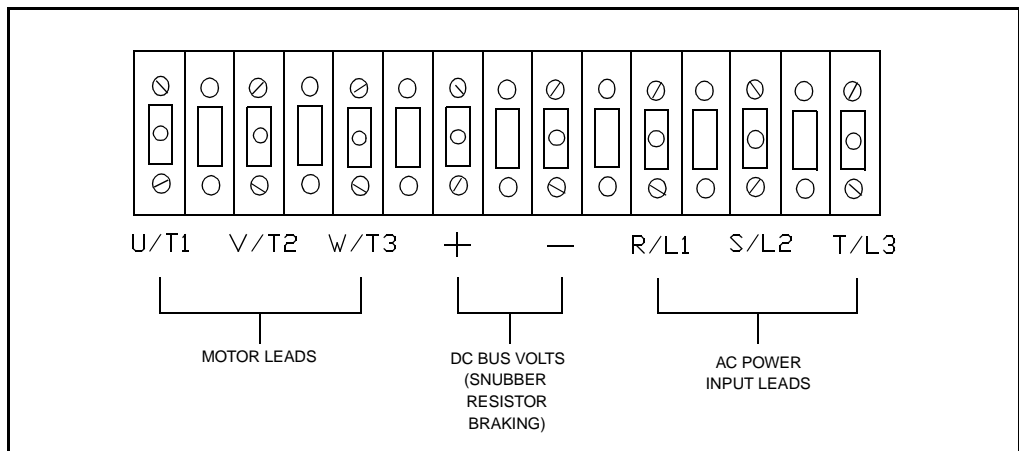 U/T1 V/T2 W/T3 + — R/L1 S/L2 T/L3
MOTOR LEADS
DC BUS VOLTS
(SNUBBER
RESISTOR
BRAKING)
AC POWER
INPUT LEADS